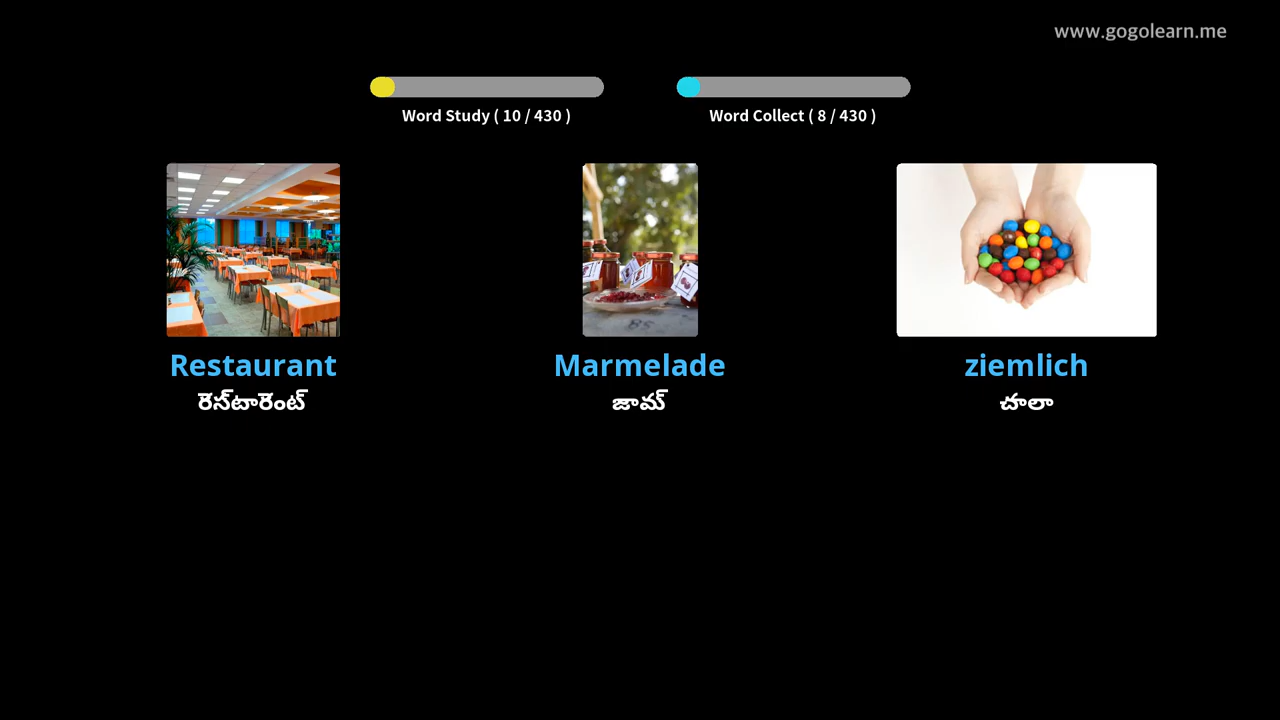 www.gogolearn.me
Word Study ( 10 / 430 )
Word Collect ( 8 / 430 )
Restaurant
Marmelade
ziemlich
రెస్‌టారెంట్
జామ్
చాలా